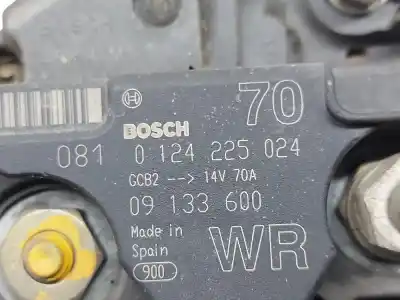 70
BOSCH
081 0 124 225 024
GCB2 --> 14V 70A
09 133 600
Made in
Spain
WR
900